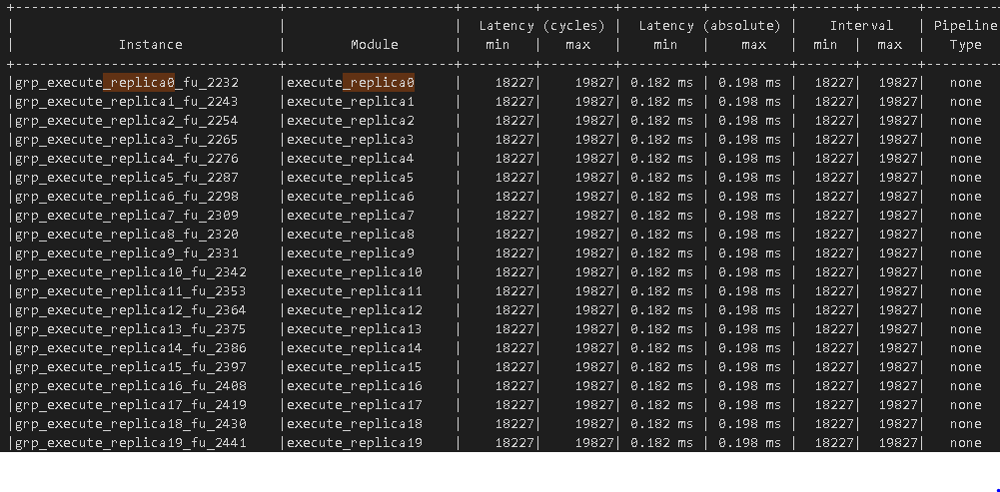 +----------------------------------+----------------------+---------+---------+----------+----------+-------+-------+---------
|                                  |                      |  Latency (cycles) |  Latency (absolute) |    Interval   | Pipeline
|             Instance             |        Module        |   min   |   max   |    min   |    max   |  min  |  max  |   Type
+----------------------------------+----------------------+---------+---------+----------+----------+-------+-------+---------
|grp_execute_replica0_fu_2232 |execute_replica0 | 18227| 19827| 0.182 ms | 0.198 ms | 18227| 19827| none
|grp_execute_replica1_fu_2243 |execute_replica1 | 18227| 19827| 0.182 ms | 0.198 ms | 18227| 19827| none
|grp_execute_replica2_fu_2254 |execute_replica2 | 18227| 19827| 0.182 ms | 0.198 ms | 18227| 19827| none
|grp_execute_replica3_fu_2265 |execute_replica3 | 18227| 19827| 0.182 ms | 0.198 ms | 18227| 19827| none
|grp_execute_replica4_fu_2276 |execute_replica4 | 18227| 19827| 0.182 ms | 0.198 ms | 18227| 19827| none
|grp_execute_replica5_fu_2287 |execute_replica5 | 18227| 19827| 0.182 ms | 0.198 ms | 18227| 19827| none
|grp_execute_replica6_fu_2298 |execute_replica6 | 18227| 19827| 0.182 ms | 0.198 ms | 18227| 19827| none
|grp_execute_replica7_fu_2309 |execute_replica7 | 18227| 19827| 0.182 ms | 0.198 ms | 18227| 19827| none
|grp_execute_replica8_fu_2320 |execute_replica8 | 18227| 19827| 0.182 ms | 0.198 ms | 18227| 19827| none
|grp_execute_replica9_fu_2331 |execute_replica9 | 18227| 19827| 0.182 ms | 0.198 ms | 18227| 19827| none
|grp_execute_replica10_fu_2342 |execute_replica10 | 18227| 19827| 0.182 ms | 0.198 ms | 18227| 19827| none
|grp_execute_replica11_fu_2353 |execute_replica11 | 18227| 19827| 0.182 ms | 0.198 ms | 18227| 19827| none
|grp_execute_replica12_fu_2364 |execute_replica12 | 18227| 19827| 0.182 ms | 0.198 ms | 18227| 19827| none
|grp_execute_replica13_fu_2375 |execute_replica13 | 18227| 19827| 0.182 ms | 0.198 ms | 18227| 19827| none
|grp_execute_replica14_fu_2386 |execute_replica14 | 18227| 19827| 0.182 ms | 0.198 ms | 18227| 19827| none
|grp_execute_replica15_fu_2397 |execute_replica15 | 18227| 19827| 0.182 ms | 0.198 ms | 18227| 19827| none
|grp_execute_replica16_fu_2408 |execute_replica16 | 18227| 19827| 0.182 ms | 0.198 ms | 18227| 19827| none
|grp_execute_replica17_fu_2419 |execute_replica17 | 18227| 19827| 0.182 ms | 0.198 ms | 18227| 19827| none
|grp_execute_replica18_fu_2430 |execute_replica18 | 18227| 19827| 0.182 ms | 0.198 ms | 18227| 19827| none
|grp_execute_replica19_fu_2441 |execute_replica19 | 18227| 19827| 0.182 ms | 0.198 ms | 18227| 19827| none